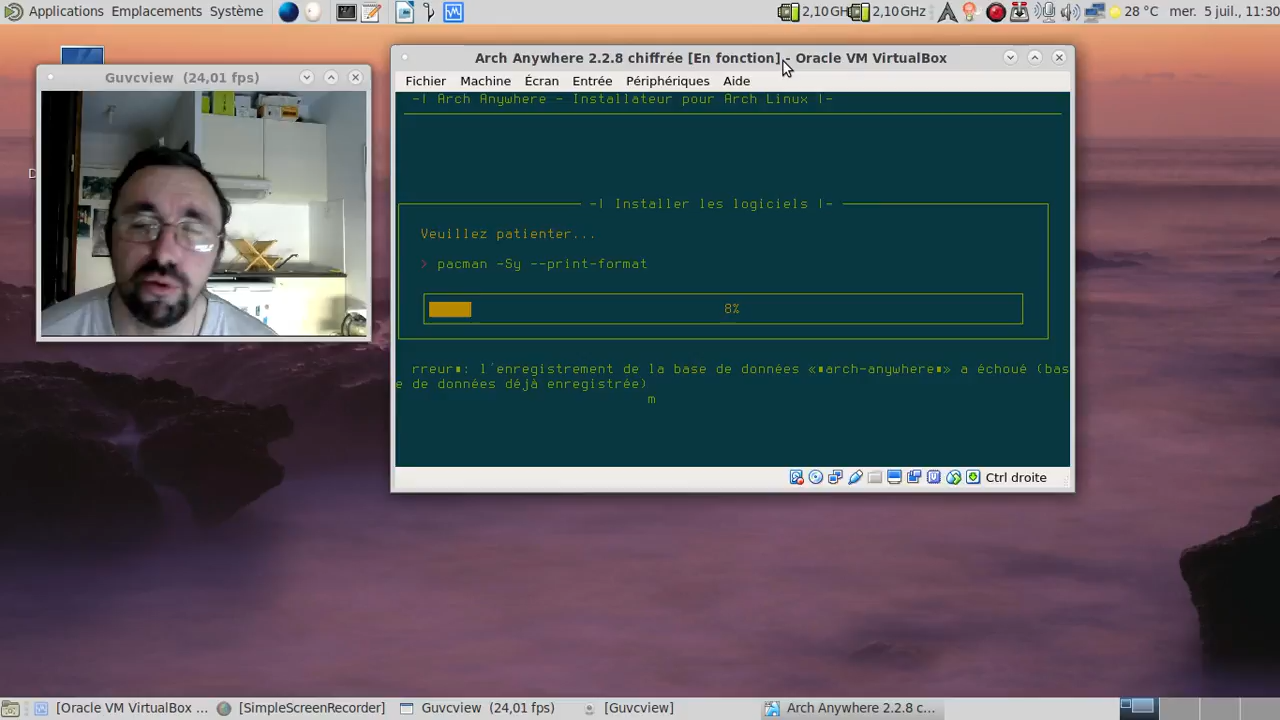 Applications Emplacements Système 2,10 GH 2,10 GHz 28 °C mer. 5 juil., 11:30
Guvcview (24,01 fps)
Arch Anywhere 2.2.8 chiffrée [En fonction] - Oracle VM VirtualBox
Fichier Machine Écran Entrée Périphériques Aide
-| Arch Anywhere - Installateur pour Arch Linux |-
-| Installer les logiciels |-
Veuillez patienter...
> pacman -Sy --print-format
8%
rreur■: l'enregistrement de la base de données «■arch-anywhere■» a échoué (bas
e de données déjà enregistrée)
m
Ctrl droite
[Oracle VM VirtualBox ... [SimpleScreenRecorder] Guvcview (24,01 fps) [Guvcview] Arch Anywhere 2.2.8 c...